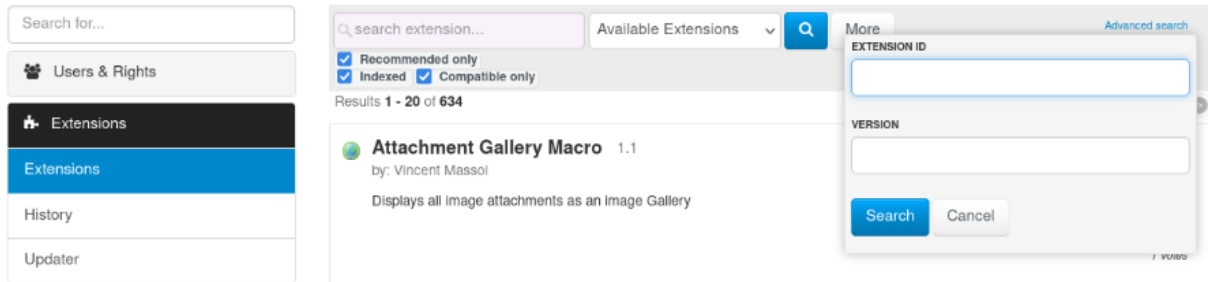 Search for...
Users & Rights
Extensions
Extensions
History
Updater
search extension...
Available Extensions
More
Advanced search
Recommended only
Indexed Compatible only
Results 1 - 20 of 634
Attachment Gallery Macro 1.1
by: Vincent Massol
Displays all image attachments as an image Gallery
EXTENSION ID
VERSION
Search Cancel
7 votes